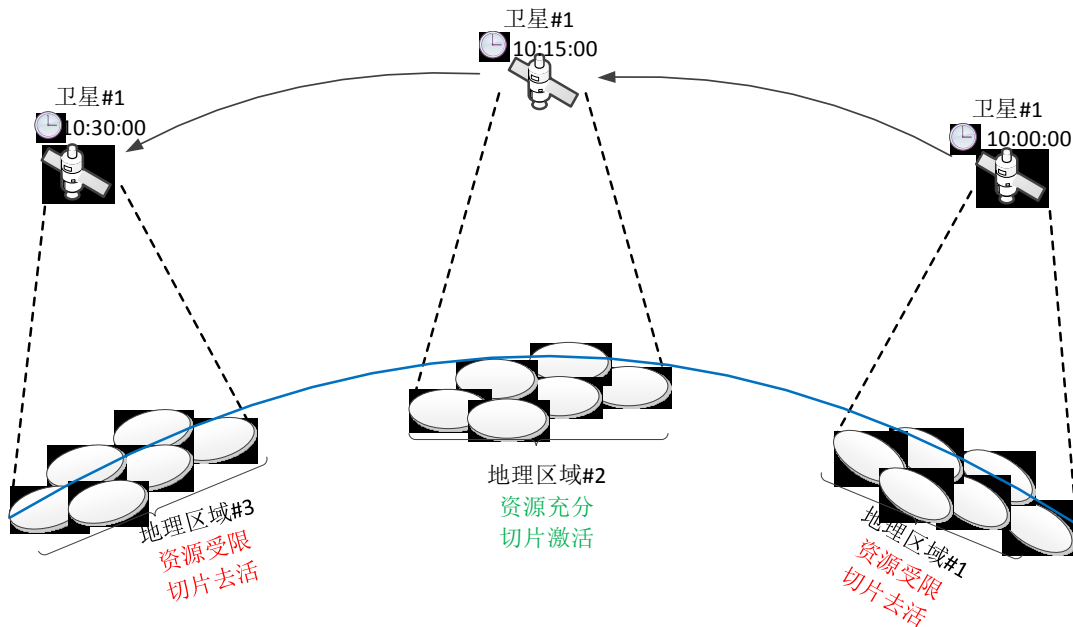 卫星#1
10:15:00
卫星#1
10:30:00
卫星#1
10:00:00
地理区域#2
资源充分
切片激活
地理区域#3
资源受限
切片去活
地理区域#1
资源受限
切片去活